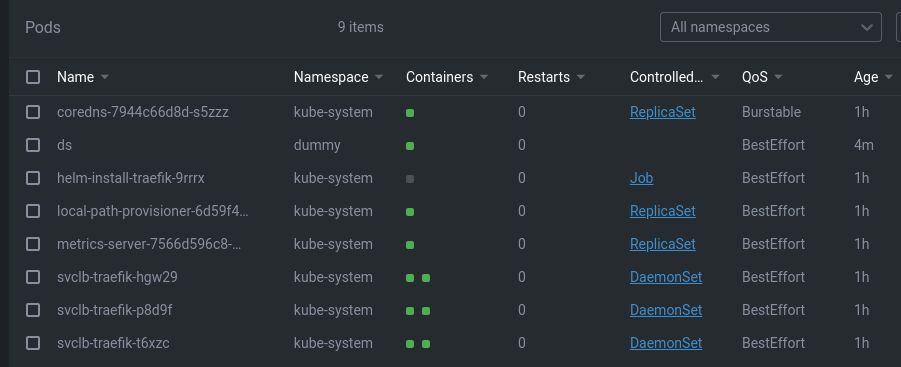 Pods 9 items All namespaces
Name Namespace Containers Restarts Controlled... QoS Age
coredns-7944c66d8d-s5zzz kube-system 0 ReplicaSet Burstable 1h
ds dummy 0 BestEffort 4m
helm-install-traefik-9rrrx kube-system 0 Job BestEffort 1h
local-path-provisioner-6d59f4... kube-system 0 ReplicaSet BestEffort 1h
metrics-server-7566d596c8-... kube-system 0 ReplicaSet BestEffort 1h
svclb-traefik-hgw29 kube-system 0 DaemonSet BestEffort 1h
svclb-traefik-p8d9f kube-system 0 DaemonSet BestEffort 1h
svclb-traefik-t6xzc kube-system 0 DaemonSet BestEffort 1h